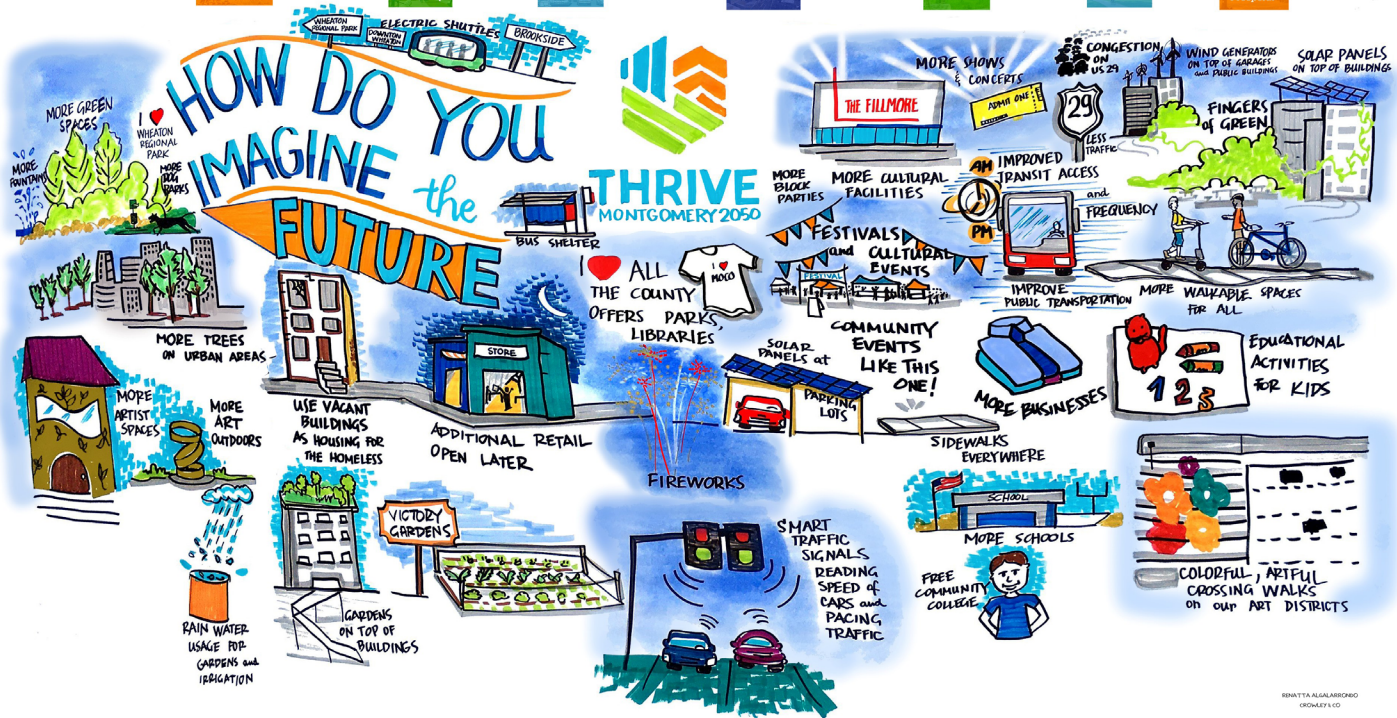 WHEATON
REGIONAL PARK
DOWNTOWN
WHEATON
ELECTRIC SHUTTLES
BROOKSIDE
HOW DO YOU
IMAGINE the
FUTURE
MORE GREEN
SPACES
I ❤
WHEATON
REGIONAL
PARK
MORE
FOUNTAINS
MORE
DOG
PARKS
MORE TREES
ON URBAN AREAS
BUS SHELTER
THRIVE
MONTGOMERY 2050
I ❤ ALL
THE COUNTY
OFFERS PARKS,
LIBRARIES
I ❤
MOCO
MORE SHOWS
& CONCERTS
THE FILLMORE
ADMIT ONE
MORE CULTURAL
FACILITIES
MORE
BLOCK
PARTIES
FESTIVALS
and CULTURAL
EVENTS
FESTIVAL
CONGESTION
ON
US 29
29
LESS
TRAFFIC
WIND GENERATORS
ON TOP OF GARAGES
and PUBLIC BUILDINGS
SOLAR PANELS
ON TOP OF BUILDINGS
FINGERS
of GREEN
AM
PM
IMPROVED
TRANSIT ACCESS
and
FREQUENCY
IMPROVE
PUBLIC TRANSPORTATION
MORE WALKABLE SPACES
FOR ALL
MORE
ARTIST
SPACES
MORE
ART
OUTDOORS
USE VACANT
BUILDINGS
AS HOUSING FOR
THE HOMELESS
STORE
ADDITIONAL RETAIL
OPEN LATER
FIREWORKS
SOLAR
PANELS at
PARKING
LOTS
COMMUNITY
EVENTS
LIKE THIS
ONE!
SIDEWALKS
EVERYWHERE
MORE BUSINESSES
1 2 3
EDUCATIONAL
ACTIVITIES
FOR KIDS
RAIN WATER
USAGE FOR
GARDENS and
IRRIGATION
GARDENS
ON TOP OF
BUILDINGS
VICTORY
GARDENS
SMART
TRAFFIC
SIGNALS
READING
SPEED of
CARS and
PACING
TRAFFIC
SCHOOL
MORE SCHOOLS
FREE
COMMUNITY
COLLEGE
COLORFUL, ARTFUL
CROSSING WALKS
on our ART DISTRICTS
RENATTA ALGALARRONDO
CROWLEY & CO